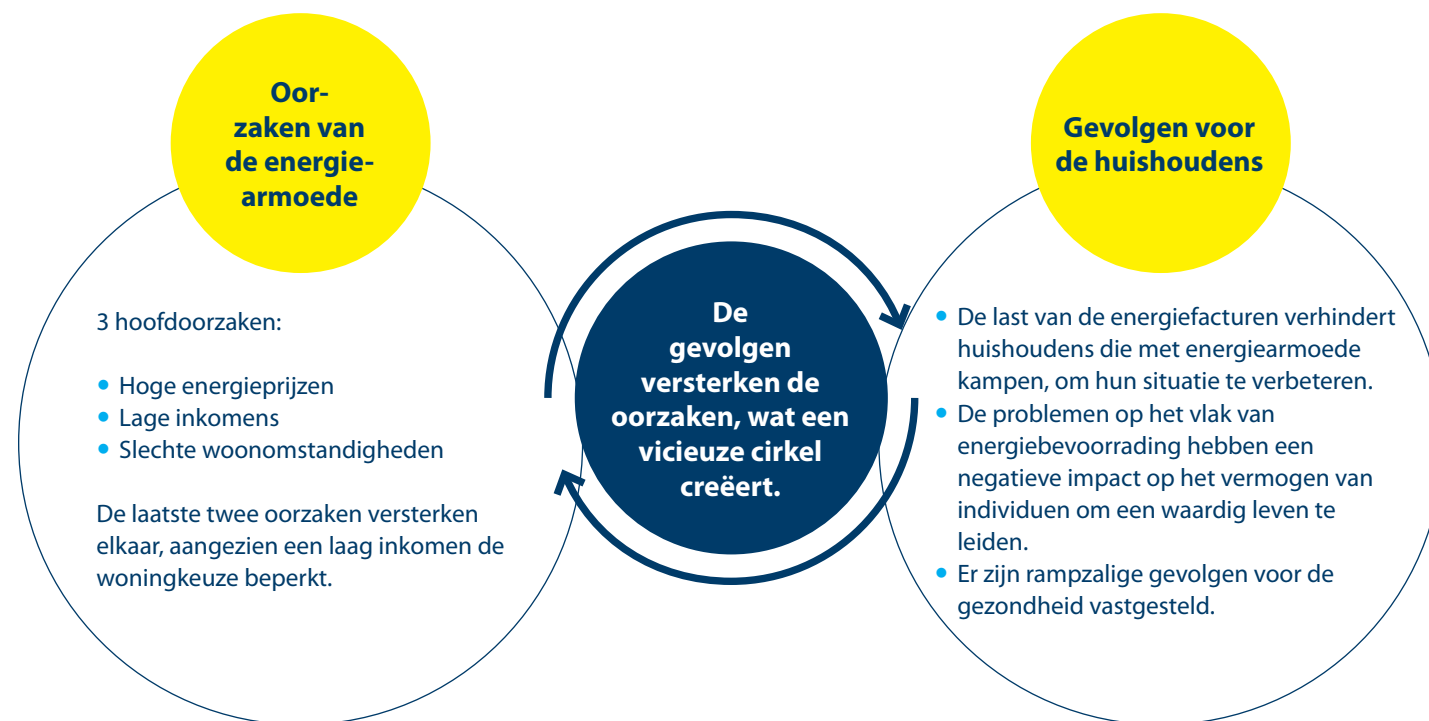 Oor-
zaken van
de energie-
armoede
3 hoofdoorzaken:
• Hoge energieprijzen
• Lage inkomens
• Slechte woonomstandigheden
De laatste twee oorzaken versterken
elkaar, aangezien een laag inkomen de
woningkeuze beperkt.
De
gevolgen
versterken de
oorzaken, wat een
vicieuze cirkel
creëert.
Gevolgen voor
de huishoudens
• De last van de energiefacturen verhindert
huishoudens die met energiearmoede
kampen, om hun situatie te verbeteren.
• De problemen op het vlak van
energiebevoorrading hebben een
negatieve impact op het vermogen van
individuen om een waardig leven te
leiden.
• Er zijn rampzalige gevolgen voor de
gezondheid vastgesteld.